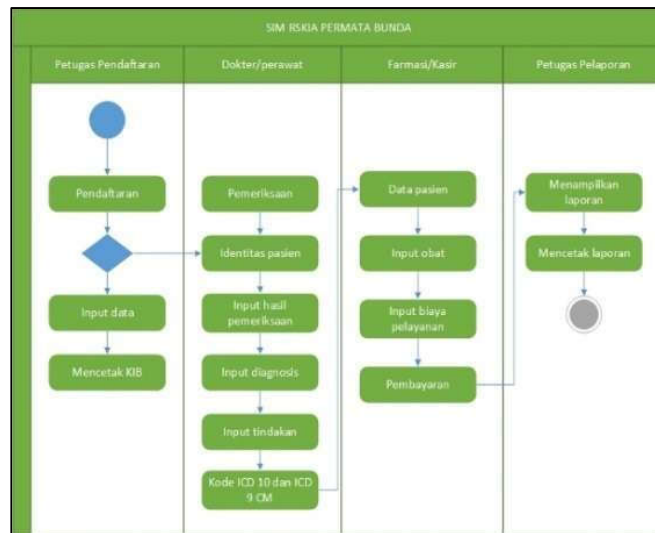 SIM RSKIA PERMATA BUNDA
Petugas Pendaftaran
Dokter/perawat
Farmasi/Kasir
Petugas Pelaporan
Pendaftaran
Input data
Mencetak KIB
Pemeriksaan
Identitas pasien
Input hasil
pemeriksaan
Input diagnosis
Input tindakan
Kode ICD 10 dan ICD
9 CM
Data pasien
Input obat
Input biaya
pelayanan
Pembayaran
Menampilkan
laporan
Mencetak laporan